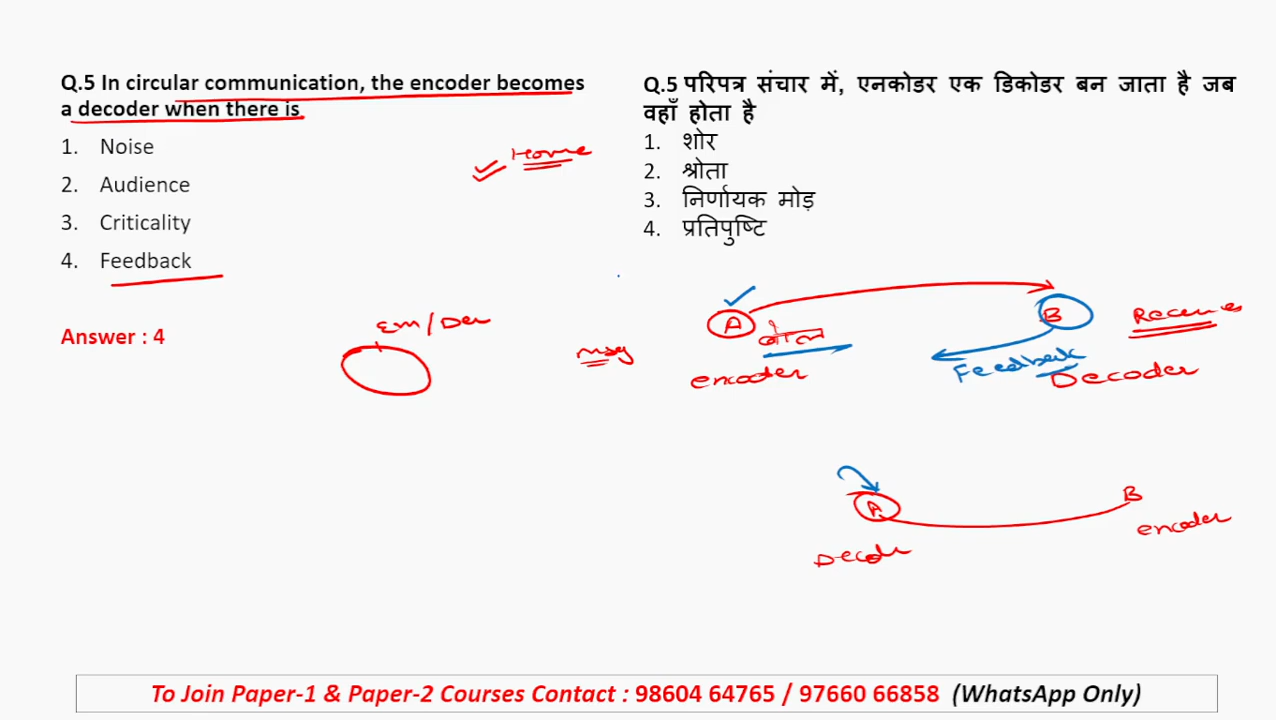 Q.5 In circular communication, the encoder becomes
a decoder when there is
1. Noise
2. Audience
3. Criticality
4. Feedback
Answer : 4
Home
En/Dec
msg
Q.5 परिपत्र संचार में, एनकोडर एक डिकोडर बन जाता है जब
वहाँ होता है
1. शोर
2. श्रोता
3. निर्णायक मोड़
4. प्रतिपुष्टि
A
B
encoder
Feedback
Decoder
A
B
encoder
To Join Paper-1 & Paper-2 Courses Contact : 98604 64765 / 97660 66858 (WhatsApp Only)